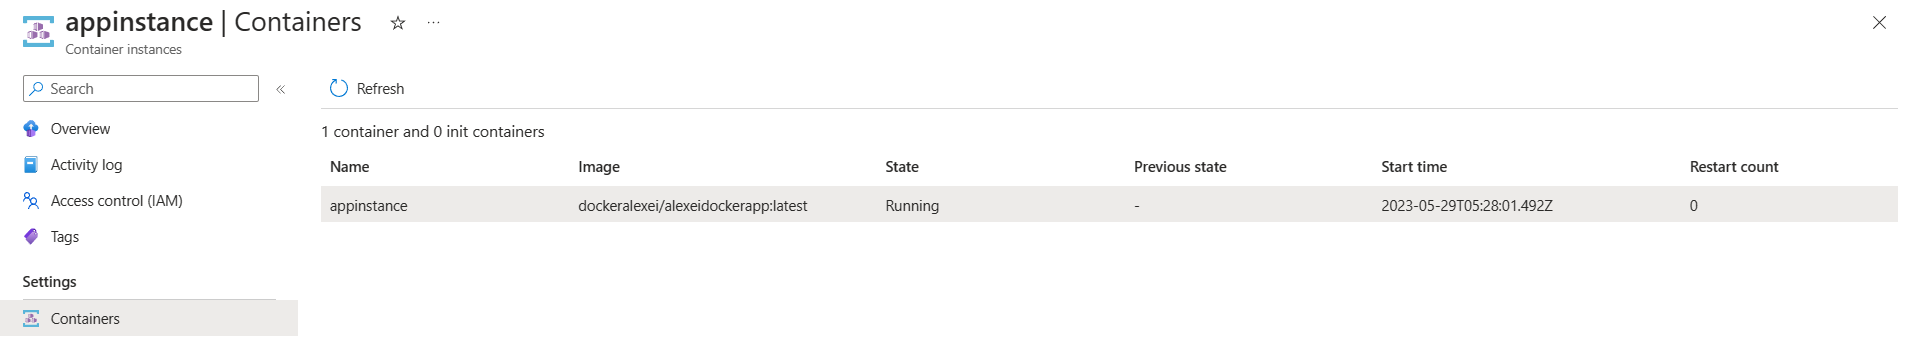 appinstance | Containers ☆ ···
Container instances
Search «
Refresh
Overview
Activity log
Access control (IAM)
Tags
Settings
Containers
1 container and 0 init containers
Name Image State Previous state Start time Restart count
appinstance dockeralexei/alexeidockerapp:latest Running - 2023-05-29T05:28:01.492Z 0